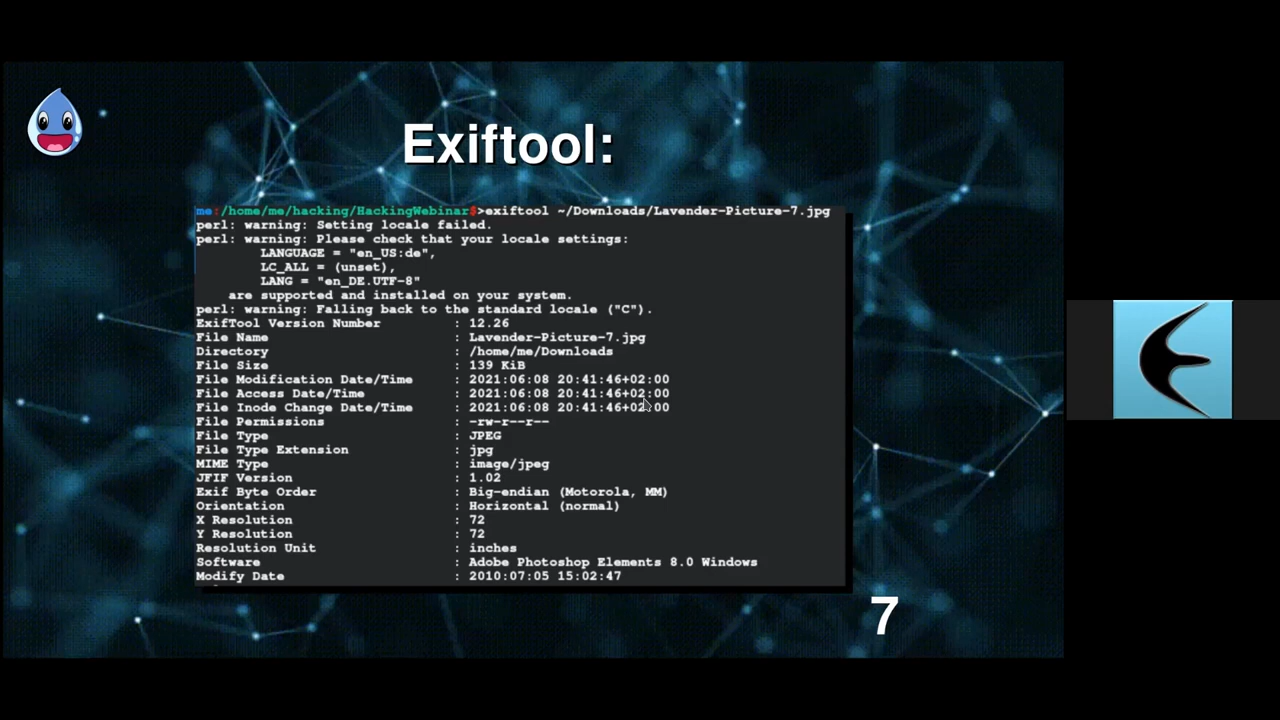 Exiftool:
me:/home/me/hacking/HackingWebinar$>exiftool ~/Downloads/Lavender-Picture-7.jpg
perl: warning: Setting locale failed.
perl: warning: Please check that your locale settings:
LANGUAGE = "en_US:de",
LC_ALL = (unset),
LANG = "en_DE.UTF-8"
are supported and installed on your system.
perl: warning: Falling back to the standard locale ("C").
ExifTool Version Number : 12.26
File Name : Lavender-Picture-7.jpg
Directory : /home/me/Downloads
File Size : 139 KiB
File Modification Date/Time : 2021:06:08 20:41:46+02:00
File Access Date/Time : 2021:06:08 20:41:46+02:00
File Inode Change Date/Time : 2021:06:08 20:41:46+02:00
File Permissions : -rw-r--r--
File Type : JPEG
File Type Extension : jpg
MIME Type : image/jpeg
JFIF Version : 1.02
Exif Byte Order : Big-endian (Motorola, MM)
Orientation : Horizontal (normal)
X Resolution : 72
Y Resolution : 72
Resolution Unit : inches
Software : Adobe Photoshop Elements 8.0 Windows
Modify Date : 2010:07:05 15:02:47
7